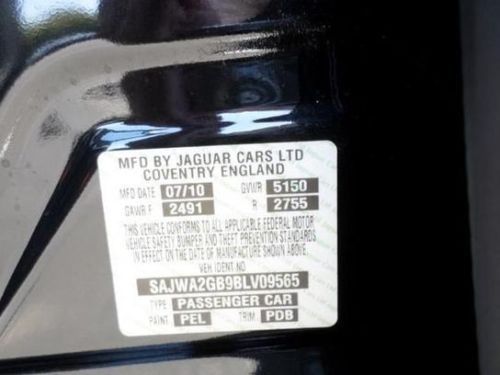 MFD BY JAGUAR CARS LTD
COVENTRY ENGLAND
MFD DATE 07/10 GVWR 5150
GAWR F 2491 R 2755
THIS VEHICLE CONFORMS TO ALL APPLICABLE FEDERAL MOTOR
VEHICLE SAFETY BUMPER AND THEFT PREVENTION STANDARDS
IN EFFECT ON THE DATE OF MANUFACTURE SHOWN ABOVE
VEH IDENT NO
SAJWA2GB9BLV09565
TYPE PASSENGER CAR
PAINT PEL TRIM PDB